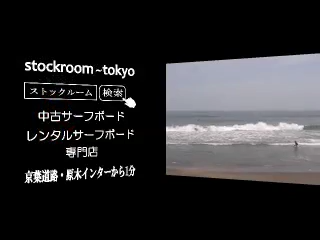 stockroom ~tokyo
ストックルーム 検索
中古サーフボード
レンタルサーフボード
専門店
京葉道路・原木インターから1分